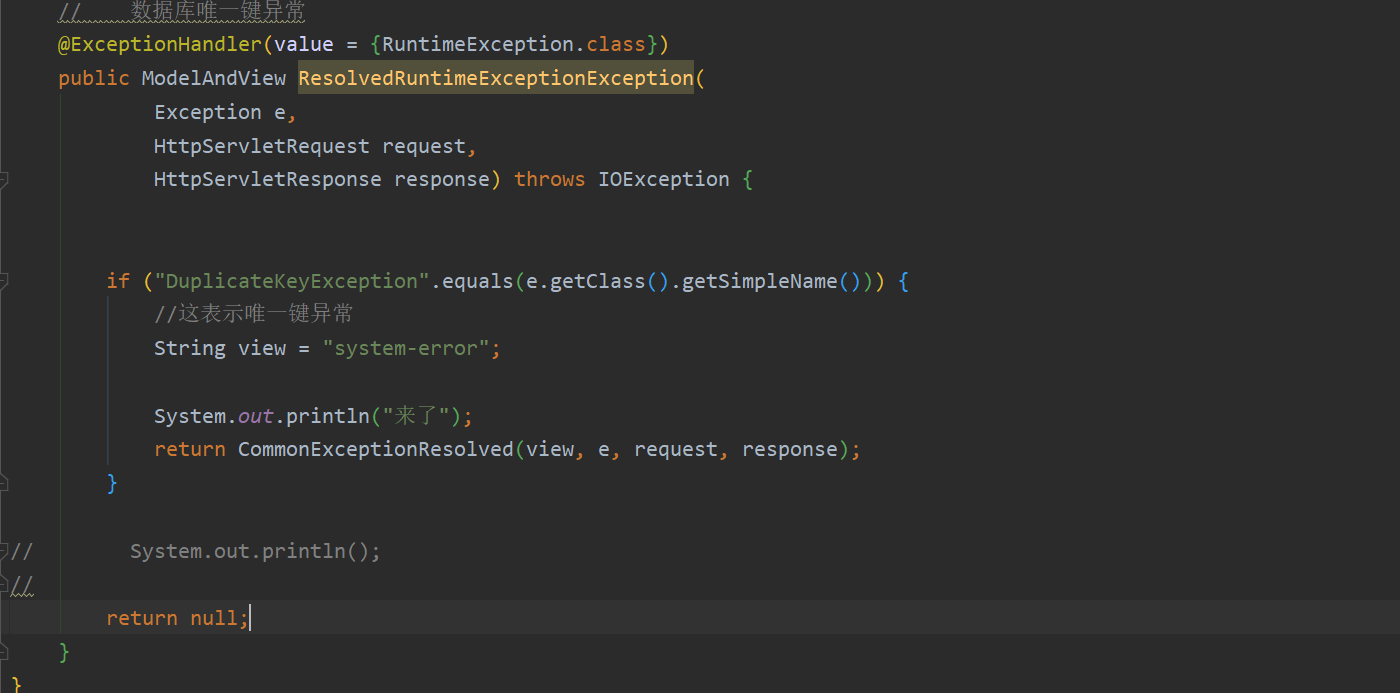 //    数据库唯一键异常
@ExceptionHandler(value = {RuntimeException.class})
public ModelAndView ResolvedRuntimeExceptionException(
        Exception e,
        HttpServletRequest request,
        HttpServletResponse response) throws IOException {
    if ("DuplicateKeyException".equals(e.getClass().getSimpleName())) {
        //这表示唯一键异常
        String view = "system-error";
        System.out.println("来了");
        return CommonExceptionResolved(view, e, request, response);
    }
//        System.out.println();
//
    return null;
}
}